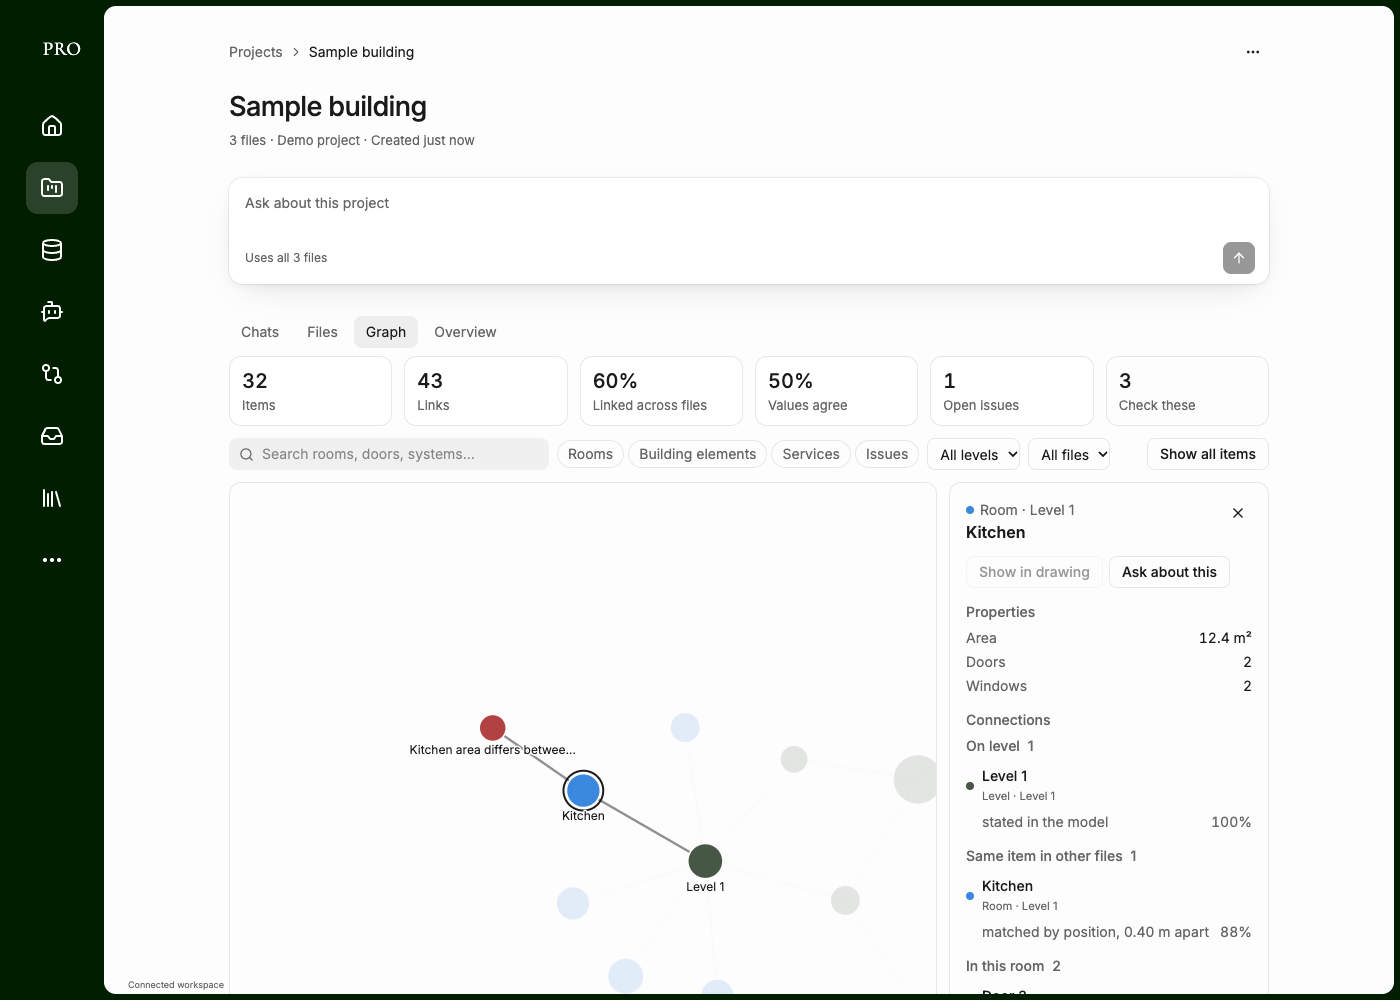 PRO
Projects > Sample building
Sample building
3 files · Demo project · Created just now
Ask about this project
Uses all 3 files
Chats Files Graph Overview
32 Items
43 Links
60% Linked across files
50% Values agree
1 Open issues
3 Check these
Search rooms, doors, systems...
Rooms Building elements Services Issues All levels All files Show all items
Kitchen area differs betwee...
Kitchen
Level 1
Room · Level 1
Kitchen
Show in drawing Ask about this
Properties
Area 12.4 m²
Doors 2
Windows 2
Connections
On level 1
Level 1
Level · Level 1
stated in the model 100%
Same item in other files 1
Kitchen
Room · Level 1
matched by position, 0.40 m apart 88%
In this room 2
Connected workspace